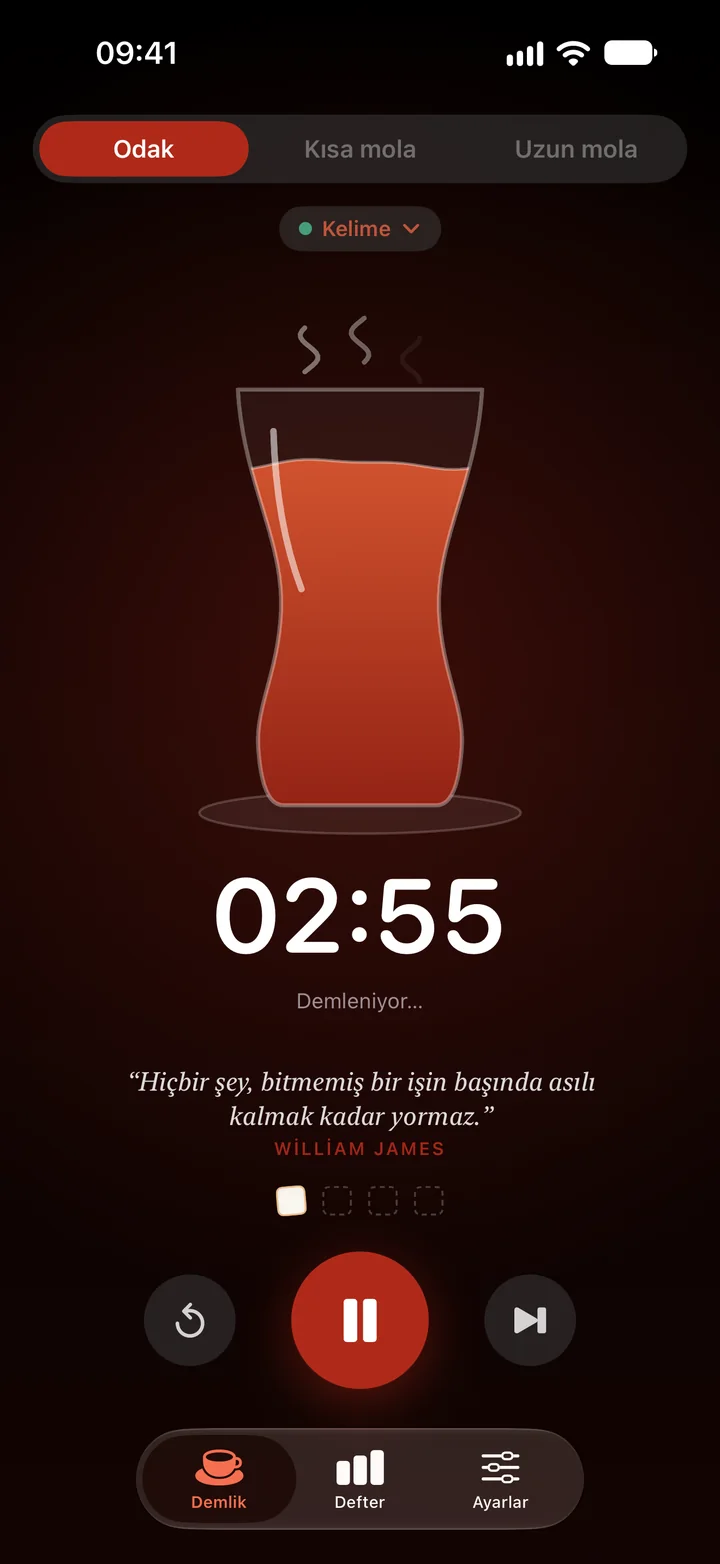 09:41
Odak
Kısa mola
Uzun mola
Kelime
02:55
Demleniyor...
“Hiçbir şey, bitmemiş bir işin başında asılı
kalmak kadar yormaz.”
WİLLİAM JAMES
Demlik
Defter
Ayarlar